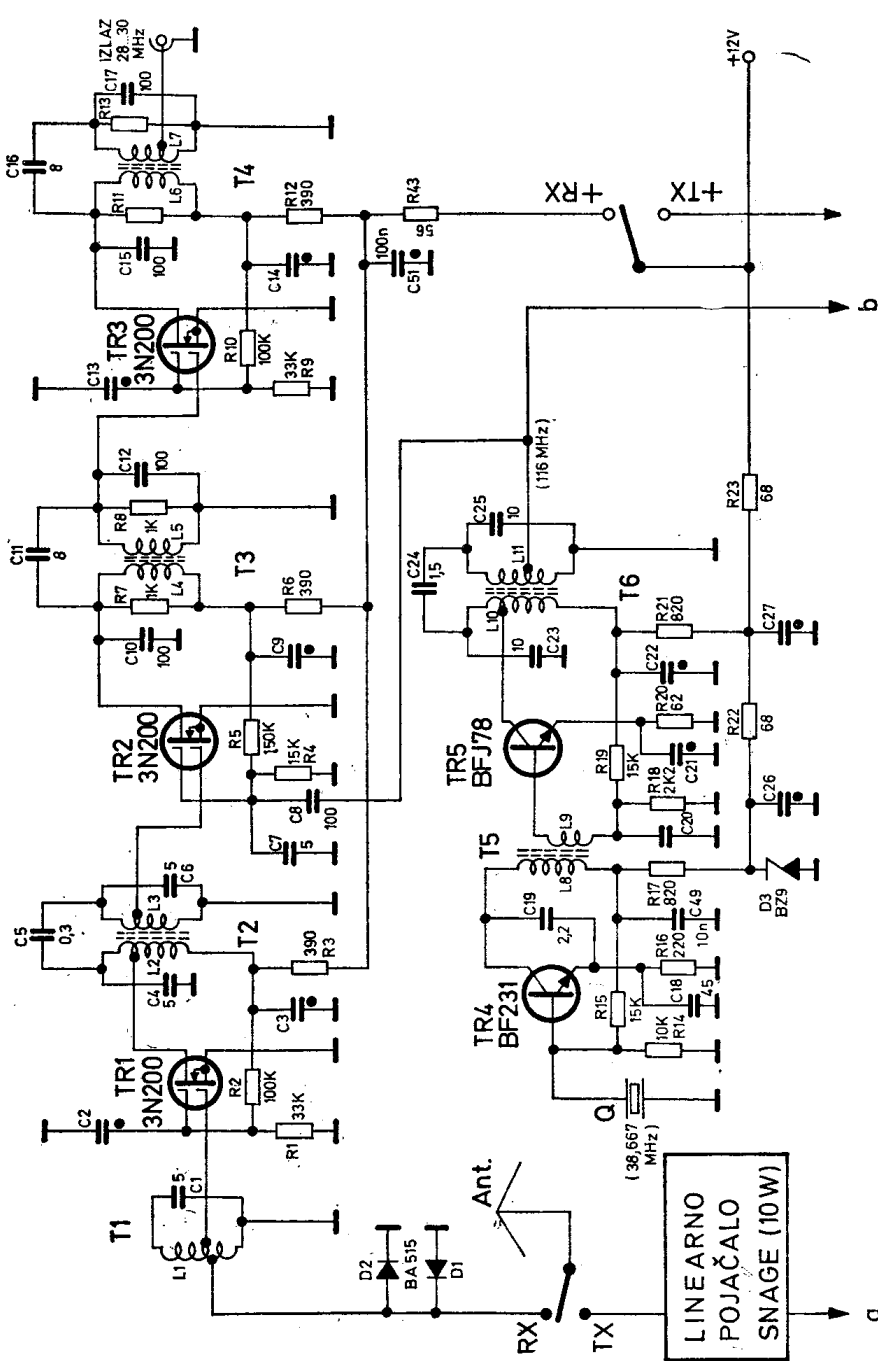 T1
L1
5
C1
C2
TR1
3N200
R2
100K
R1
33K
C3
C4
5
L2
L3
5
C6
C5
0,3
T2
390
R3
TR2
3N200
C7
5
C8
100
R5
150K
15K
R4
C9
C10
100
R7
1K
L4
L5
R8
1K
C11
8
C12
100
T3
R6
390
C13
TR3
3N200
R10
100K
33K
R9
C14
C15
100
R11
L6
L7
R13
C16
8
C17
100
IZLAZ
28...30
MHz
T4
R12
390
100n
C51
R43
56
+RX
+TX
+12V
D2
BA 515
D1
Ant.
RX
TX
LINEARNO
POJAČALO
SNAGE (10W)
a
Q
(38,667
MHz)
TR4
BF231
R15
15K
10K
R14
C18
45
R16
220
C19
2,2
T5
L8
L9
R17
820
C49
10n
D3
BZ9
C20
R18
2K2
R19
15K
C21
R20
62
TR5
BFJ78
C22
10
C23
L10
L11
C24
1,5
C25
10
T6
R21
820
C26
R22
68
C27
R23
68
(116 MHz)
b